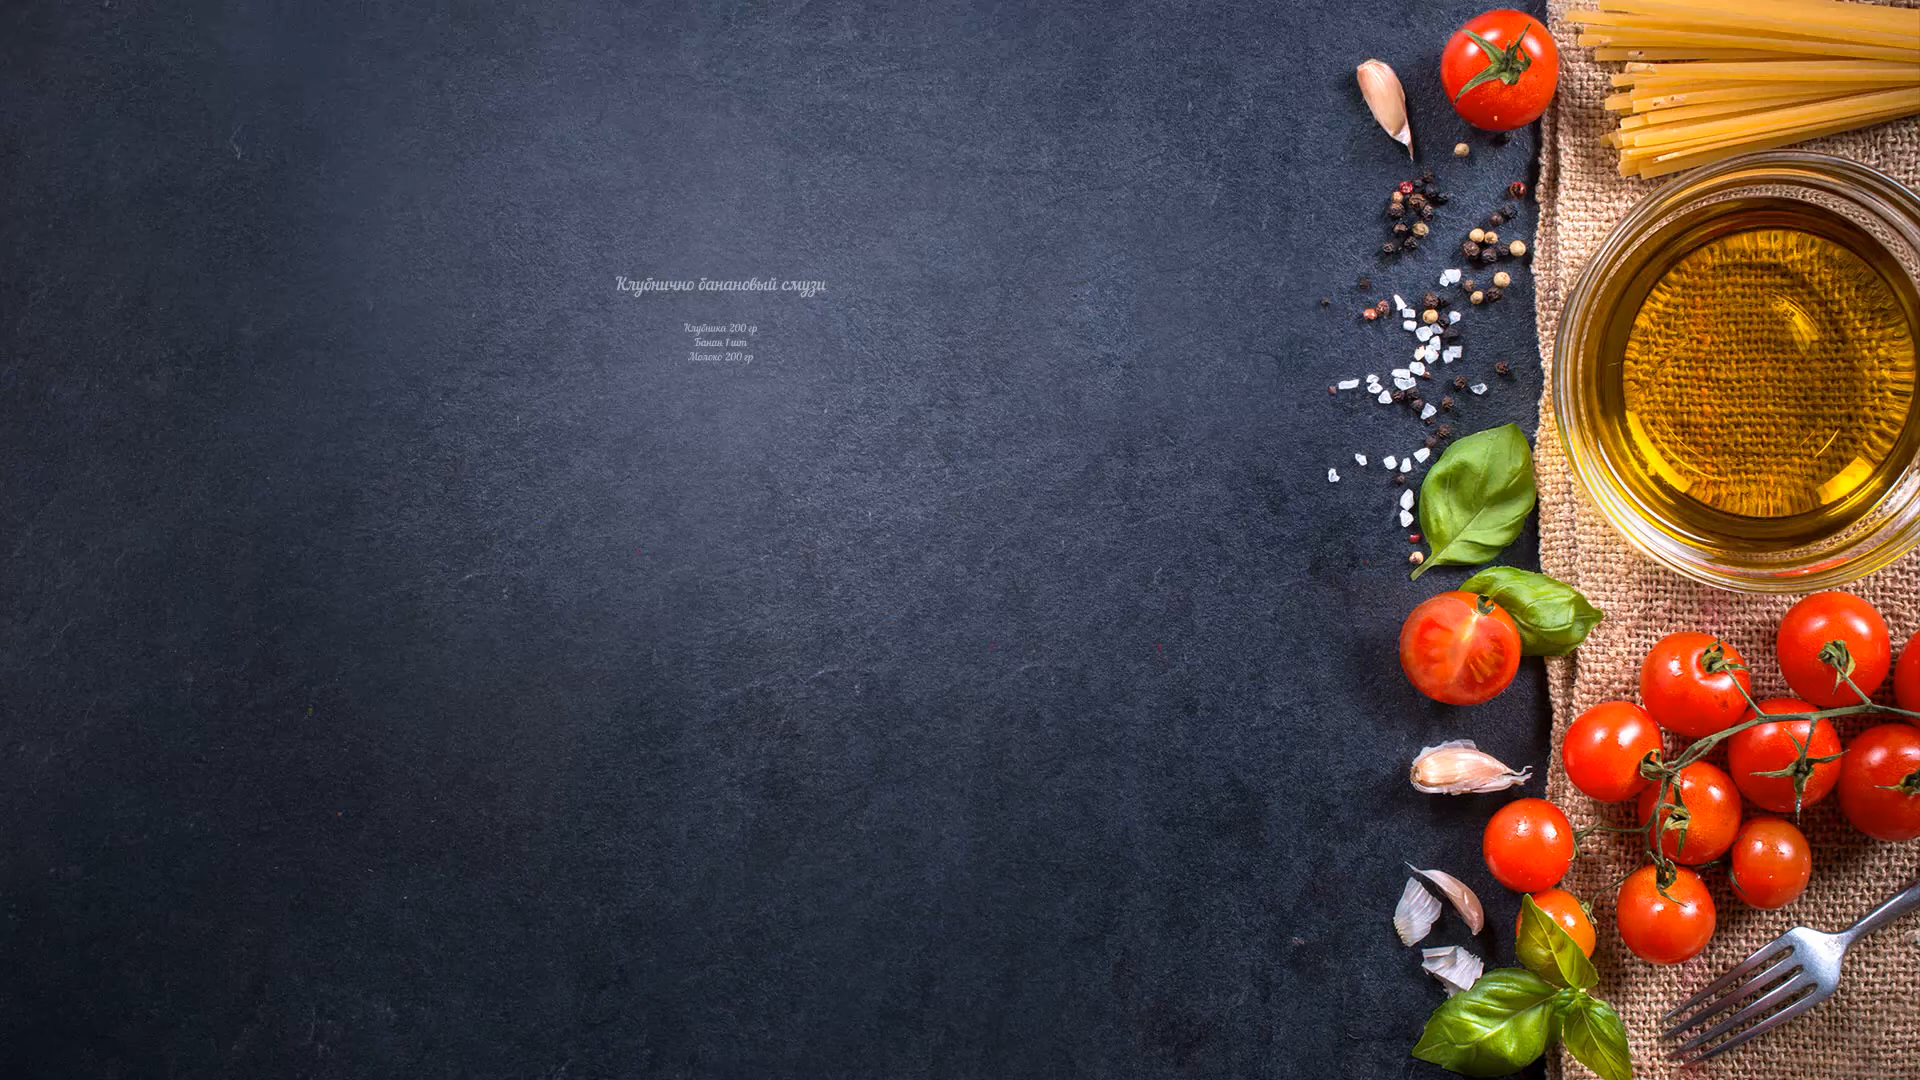 Клубнично банановый смузи
Клубника 200 гр
Банан 1 шт
Молоко 200 гр